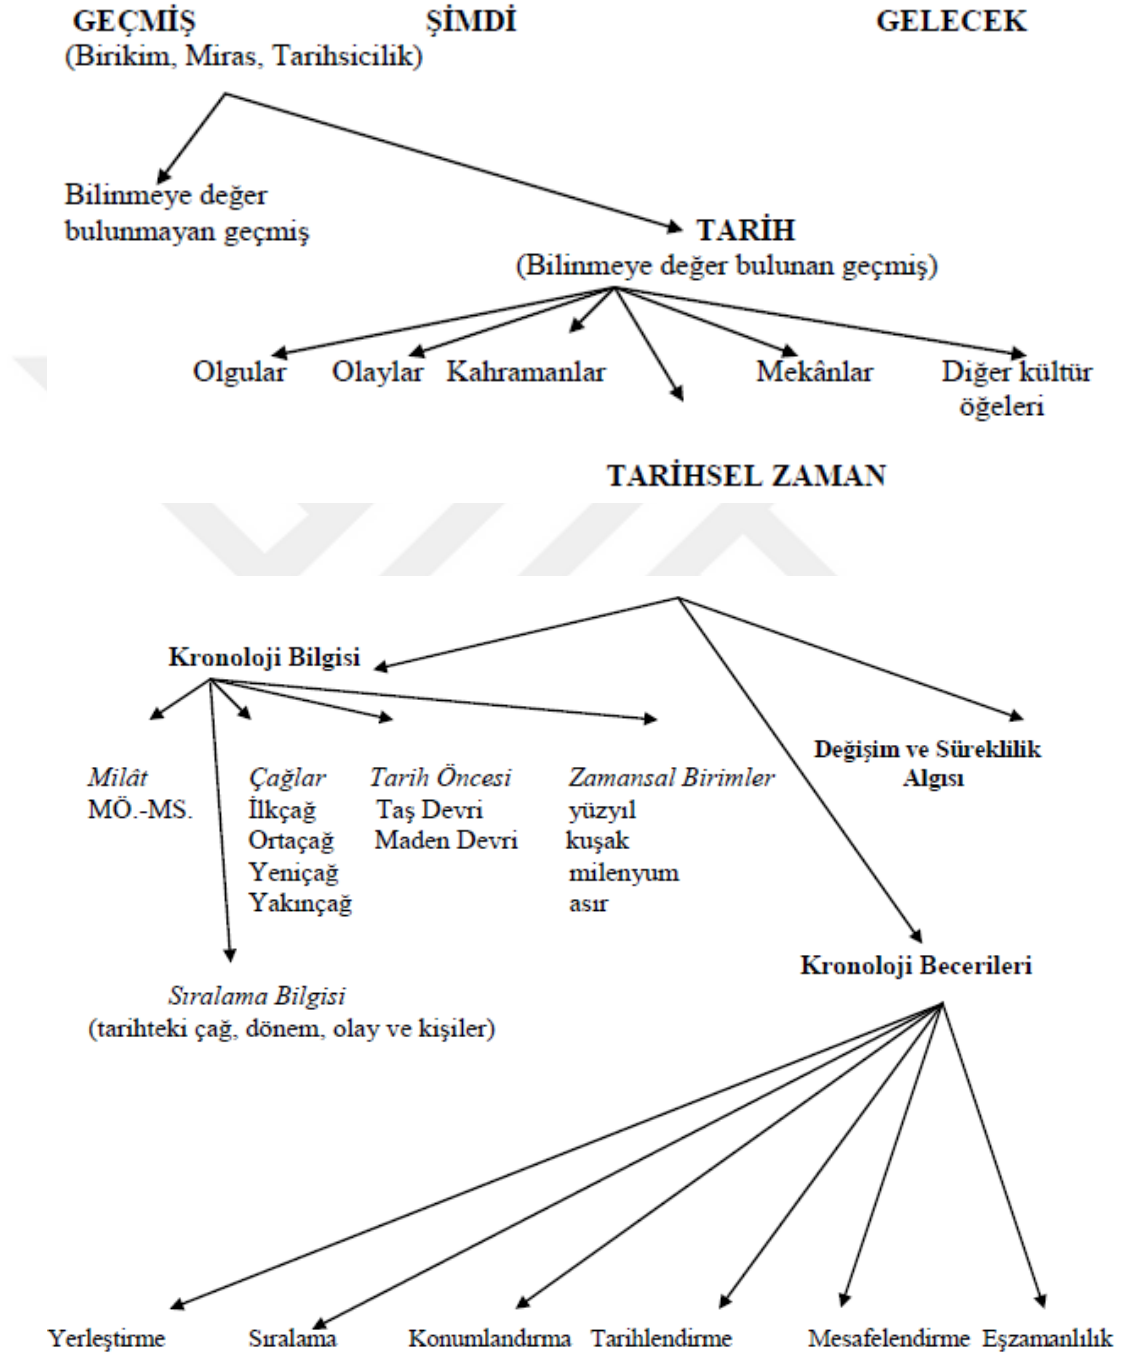 GEÇMİŞ ŞİMDİ GELECEK
(Birikim, Miras, Tarihsicilik)
Bilinmeye değer
bulunmayan geçmiş
TARİH
(Bilinmeye değer bulunan geçmiş)
Olgular Olaylar Kahramanlar Mekânlar Diğer kültür
öğeleri
TARİHSEL ZAMAN
Kronoloji Bilgisi
Değişim ve Süreklilik
Algısı
Milât Çağlar Tarih Öncesi Zamansal Birimler
MÖ.-MS. İlkçağ Taş Devri yüzyıl
Ortaçağ Maden Devri kuşak
Yeniçağ milenyum
Yakınçağ asır
Kronoloji Becerileri
Sıralama Bilgisi
(tarihteki çağ, dönem, olay ve kişiler)
Yerleştirme Sıralama Konumlandırma Tarihlendirme Mesafelendirme Eşzamanlılık